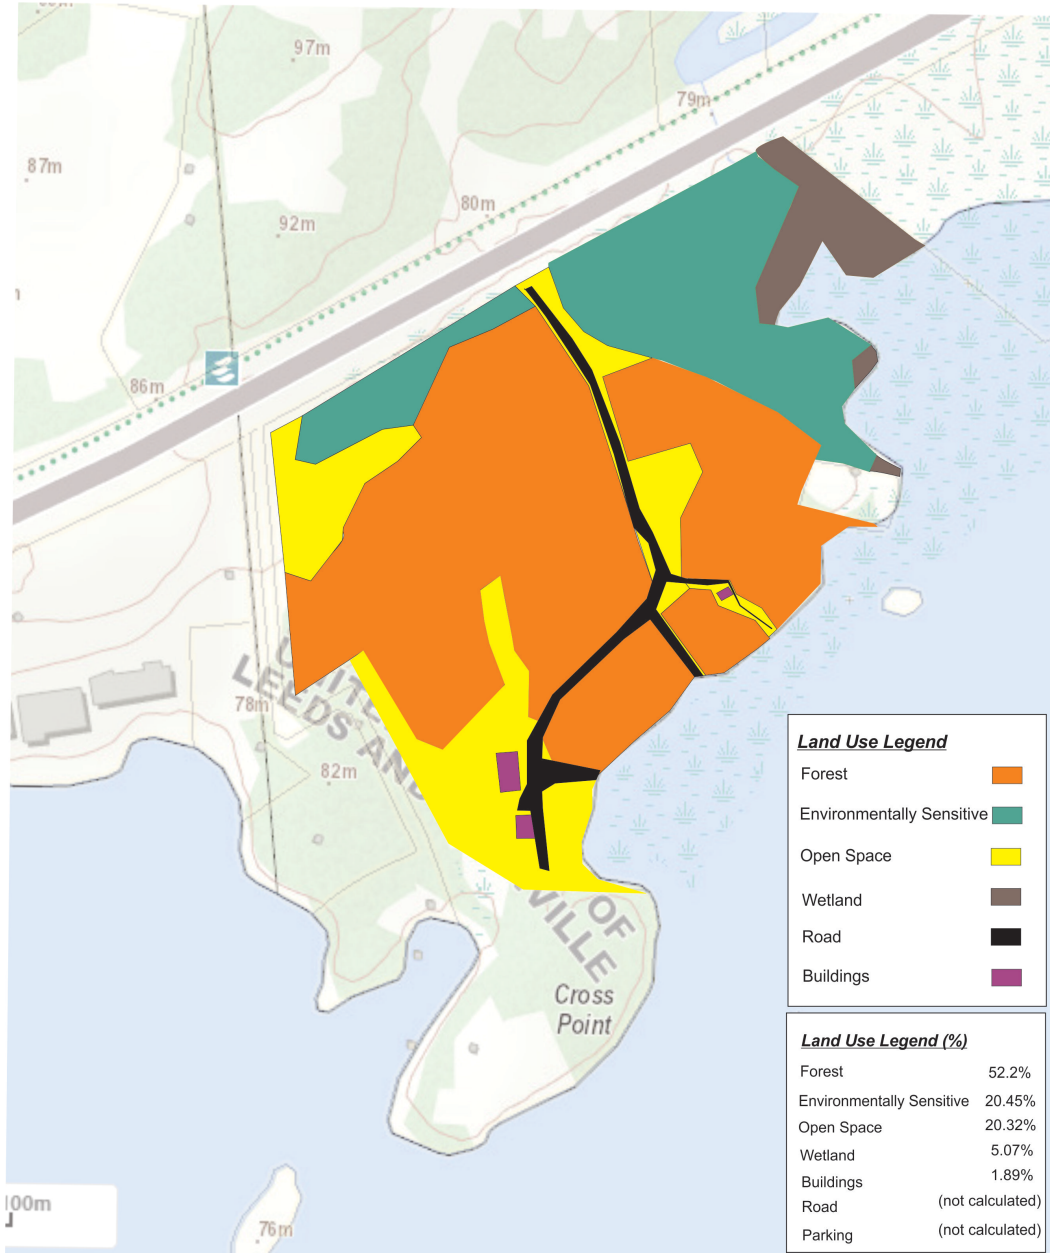 97m
79m
87m
80m
92m
86m
LEEDS AND
78m
82m
OF
VILLE
Cross
Point
100m
76m
Land Use Legend
Forest
Environmentally Sensitive
Open Space
Wetland
Road
Buildings
Land Use Legend (%)
Forest 52.2%
Environmentally Sensitive 20.45%
Open Space 20.32%
Wetland 5.07%
Buildings 1.89%
Road (not calculated)
Parking (not calculated)